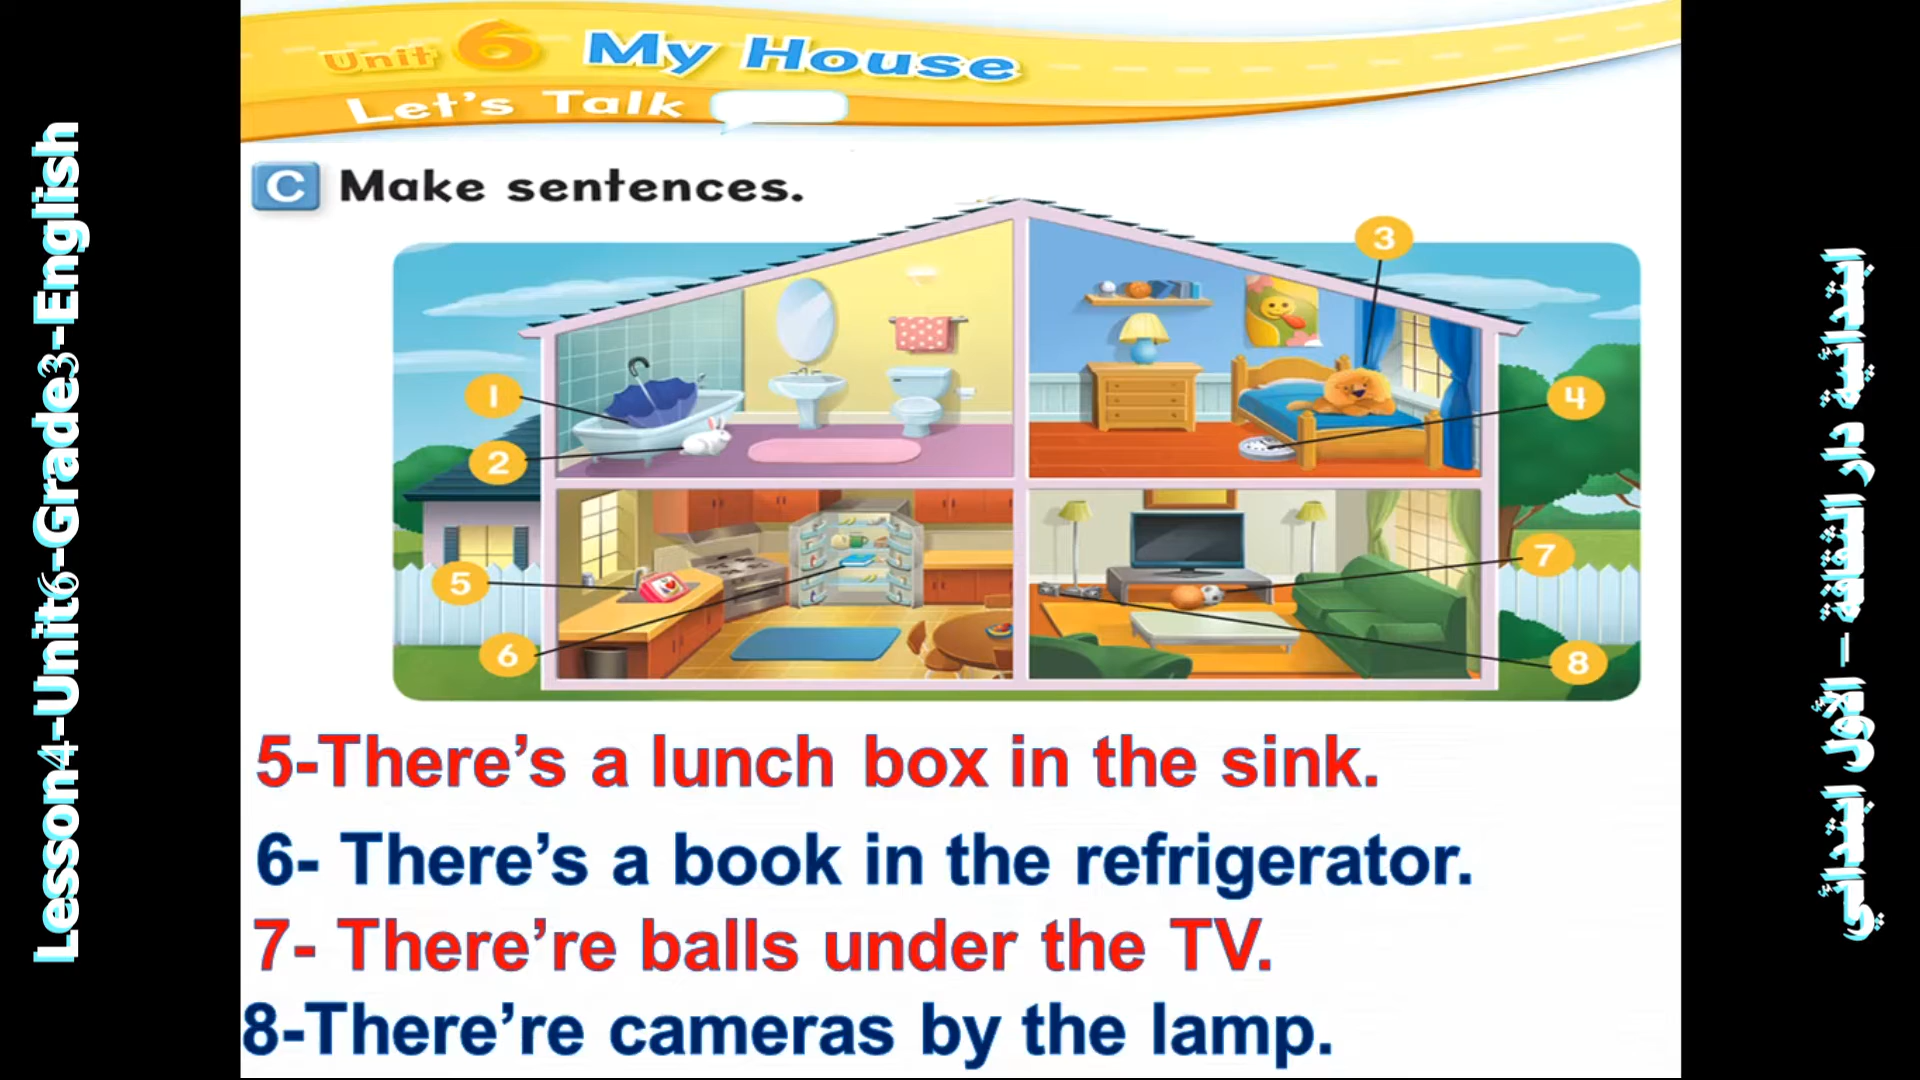 Unit 6 My House
Let's Talk
C Make sentences.
3
1
4
2
7
5
6
8
5-There's a lunch box in the sink.
6- There's a book in the refrigerator.
7- There're balls under the TV.
8-There're cameras by the lamp.
Lesson4-Unit6-Grade3-English
ابتدائية دار الثقافة – الأول ابتدائي